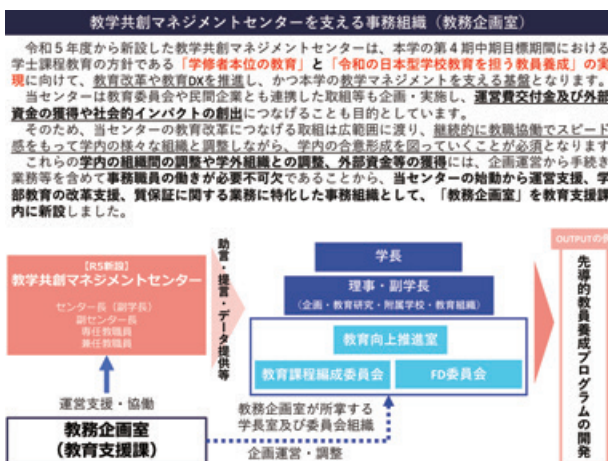 教学共創マネジメントセンターを支える事務組織（教務企画室）
令和５年度から新設した教学共創マネジメントセンターは、本学の第４期中期目標期間における
学士課程教育の方針である「学修者本位の教育」と「令和の日本型学校教育を担う教員養成」の実
現に向けて、教育改革や教育DXを推進し、かつ本学の教学マネジメントを支える基盤となります。
当センターは教育委員会や民間企業とも連携した取組等も企画・実施し、運営費交付金及び外部
資金の獲得や社会的インパクトの創出につなげることも目的としています。
そのため、当センターの教育改革につなげる取組は広範囲に渡り、継続的に教職協働でスピード
感をもって学内の様々な組織と調整しながら、学内の合意形成を図っていくことが必須となります
これらの学内の組織間の調整や学外組織との調整、外部資金等の獲得には、企画運営から手続き
業務等を含めて事務職員の働きが必要不可欠であることから、当センターの始動から運営支援、学
部教育の改革支援、質保証に関する業務に特化した事務組織として、「教務企画室」を教育支援課
内に新設しました。
【R5新設】
教学共創マネジメントセンター
センター長（副学長）
副センター長
専任教職員
兼任教職員
助言・提言・データ提供等
学長
理事・副学長
（企画・教育研究・附属学校・教育組織）
教育向上推進室
教育課程編成委員会
FD委員会
OUTPUTの例
先導的教員養成プログラムの開発
運営支援・協働
教務企画室
（教育支援課）
教務企画室が所掌する
学長室及び委員会組織
企画運営・調整